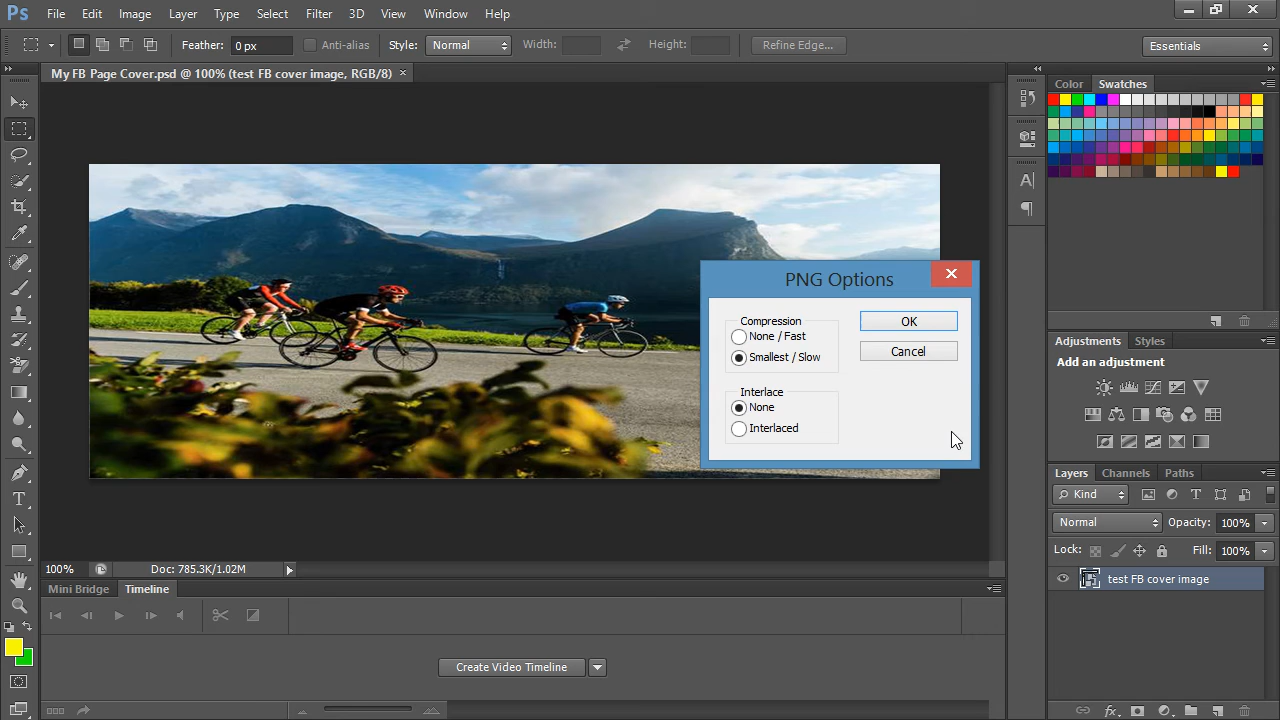 Ps File Edit Image Layer Type Select Filter 3D View Window Help
Feather: 0 px Anti-alias Style: Normal Width: Height: Refine Edge... Essentials
My FB Page Cover.psd @ 100% (test FB cover image, RGB/8) ×
Color Swatches
PNG Options
Compression
None / Fast
Smallest / Slow
OK
Cancel
Interlace
None
Interlaced
Adjustments Styles
Add an adjustment
Layers Channels Paths
Kind
Normal Opacity: 100%
Lock: Fill: 100%
test FB cover image
100% Doc: 785.3K/1.02M
Mini Bridge Timeline
Create Video Timeline